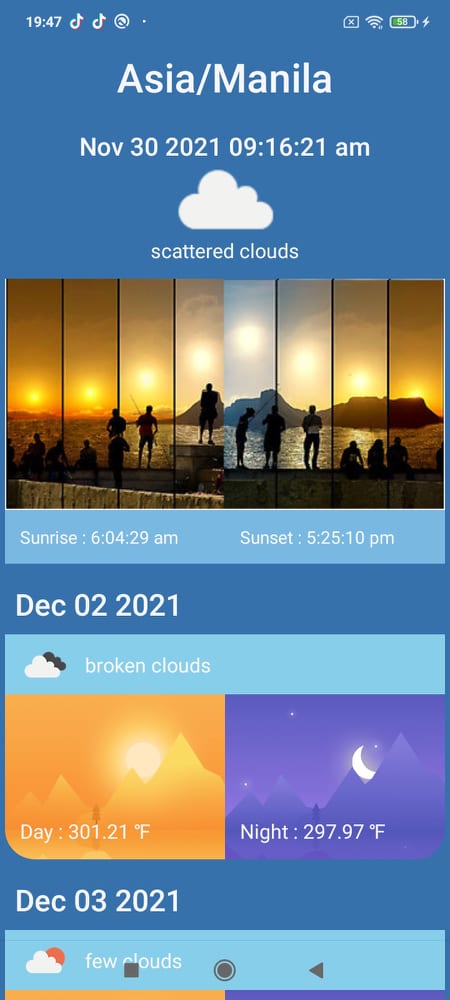 19:47
58
Asia/Manila
Nov 30 2021 09:16:21 am
scattered clouds
Sunrise : 6:04:29 am
Sunset : 5:25:10 pm
Dec 02 2021
broken clouds
Day : 301.21 °F
Night : 297.97 °F
Dec 03 2021
few clouds